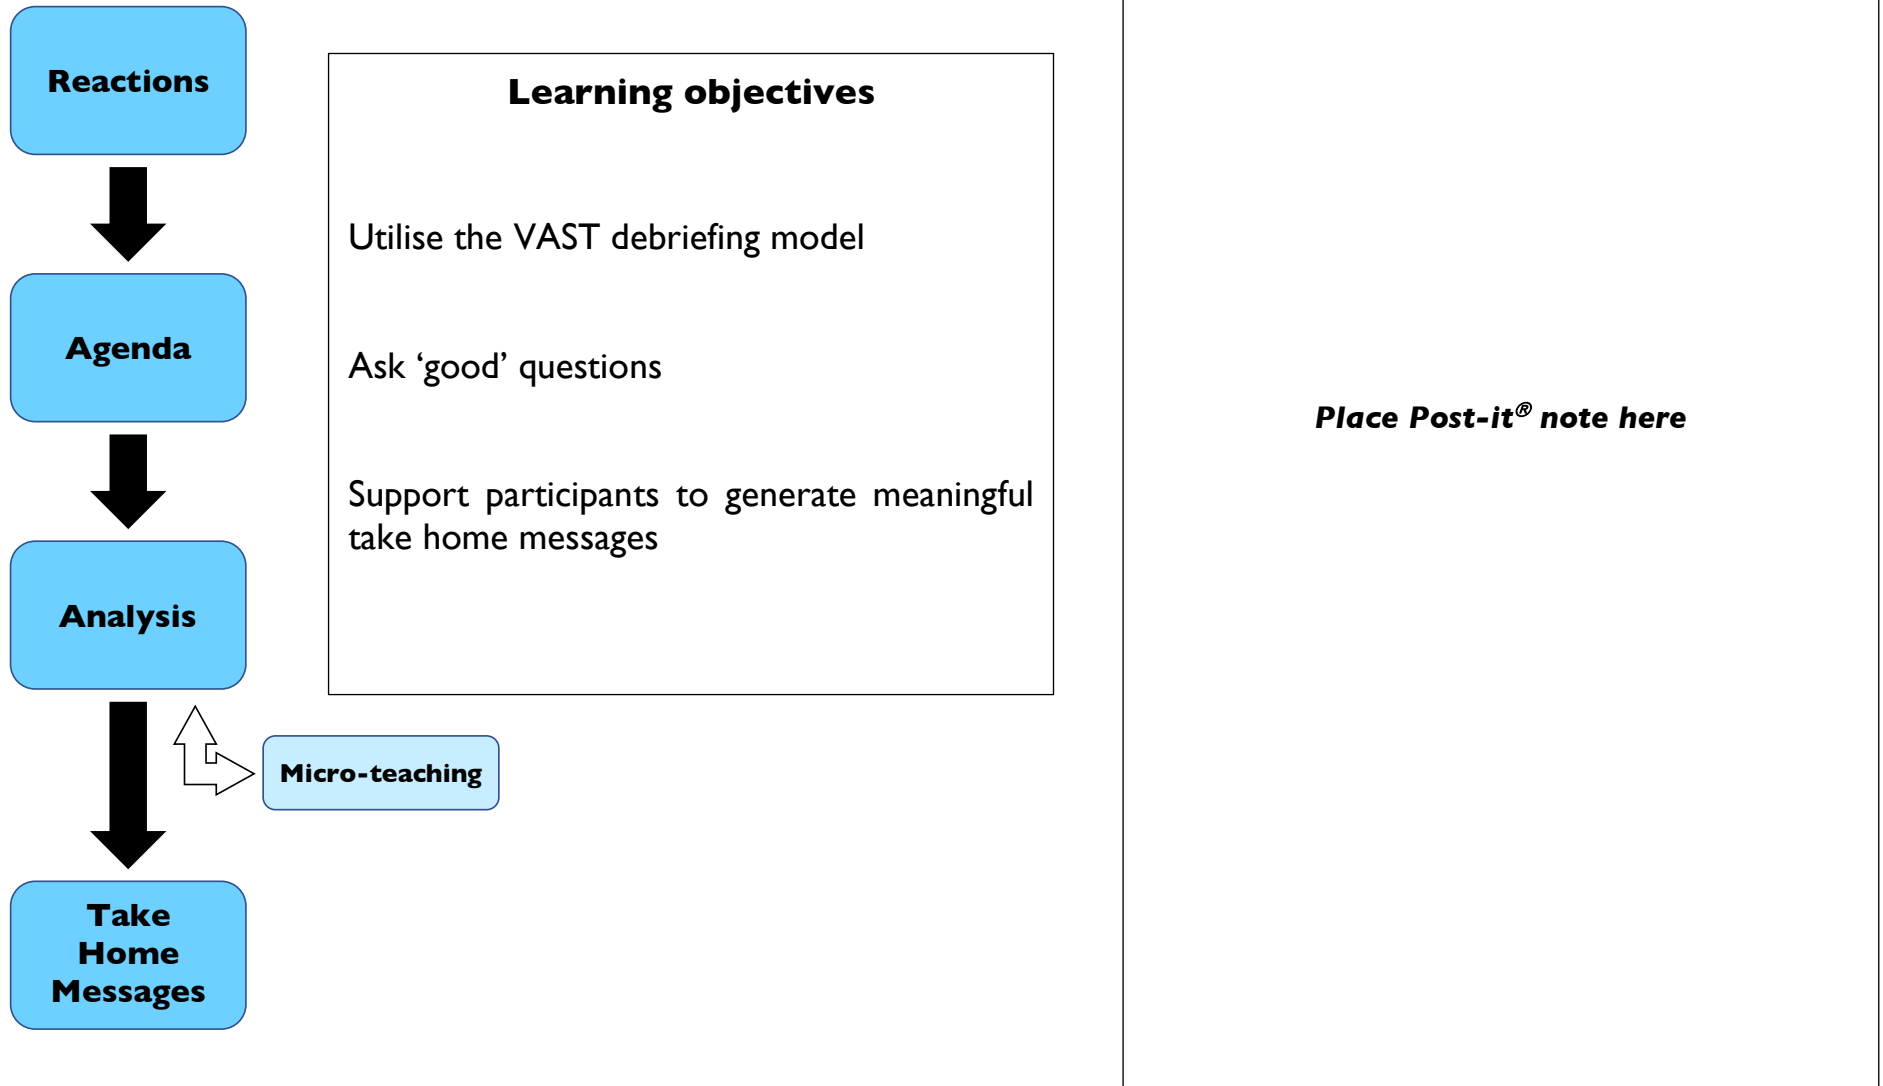 Reactions
Agenda
Analysis
Micro-teaching
Take
Home
Messages
Learning objectives
Utilise the VAST debriefing model
Ask ‘good’ questions
Support participants to generate meaningful
take home messages
Place Post-it® note here